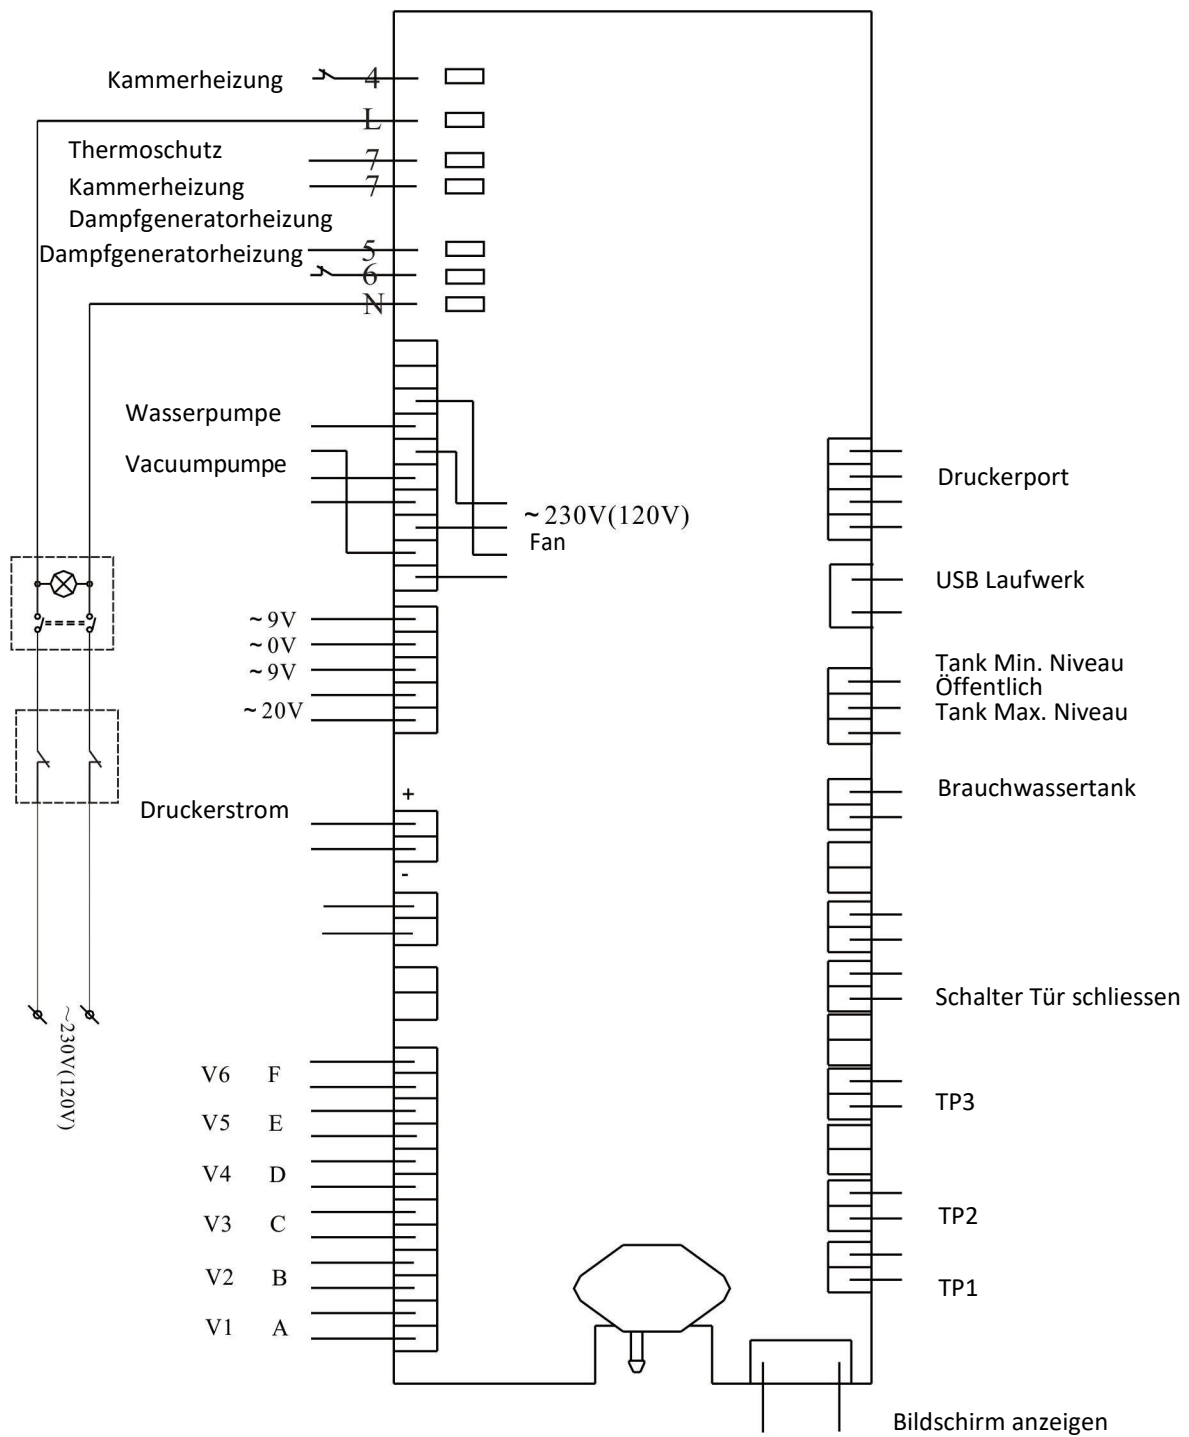 Kammerheizung 4
L
Thermoschutz 7
Kammerheizung 7
Dampfgeneratorheizung
5
Dampfgeneratorheizung
6
N
Wasserpumpe
Vacuumpumpe
~230V(120V)
Fan
~9V
~0V
~9V
~20V
+
Druckerstrom
-
~230V(120V)
V6 F
V5 E
V4 D
V3 C
V2 B
V1 A
Druckerport
USB Laufwerk
Tank Min. Niveau
Öffentlich
Tank Max. Niveau
Brauchwassertank
Schalter Tür schliessen
TP3
TP2
TP1
Bildschirm anzeigen